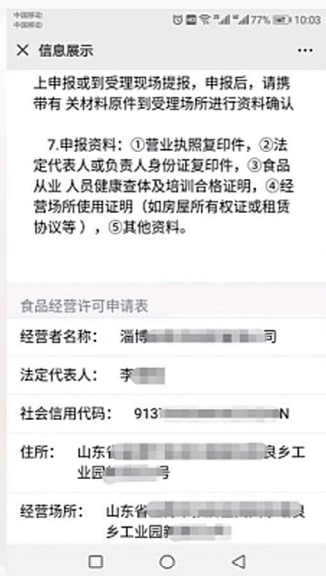 中国移动
中国移动
77% 10:03
信息展示
上申报或到受理现场提报，申报后，请携
带有 关材料原件到受理场所进行资料确认
7.申报资料：①营业执照复印件，②法
定代表人或负责人身份证复印件，③食品
从业 人员健康查体及培训合格证明，④经
营场所使用证明（如房屋所有权证或租赁
协议等 ），⑤其他资料。
食品经营许可申请表
经营者名称： 淄博 司
法定代表人： 李
社会信用代码： 9137 N
住所： 山东省 良乡工
业园 号
经营场所： 山东省 良
乡工业园新